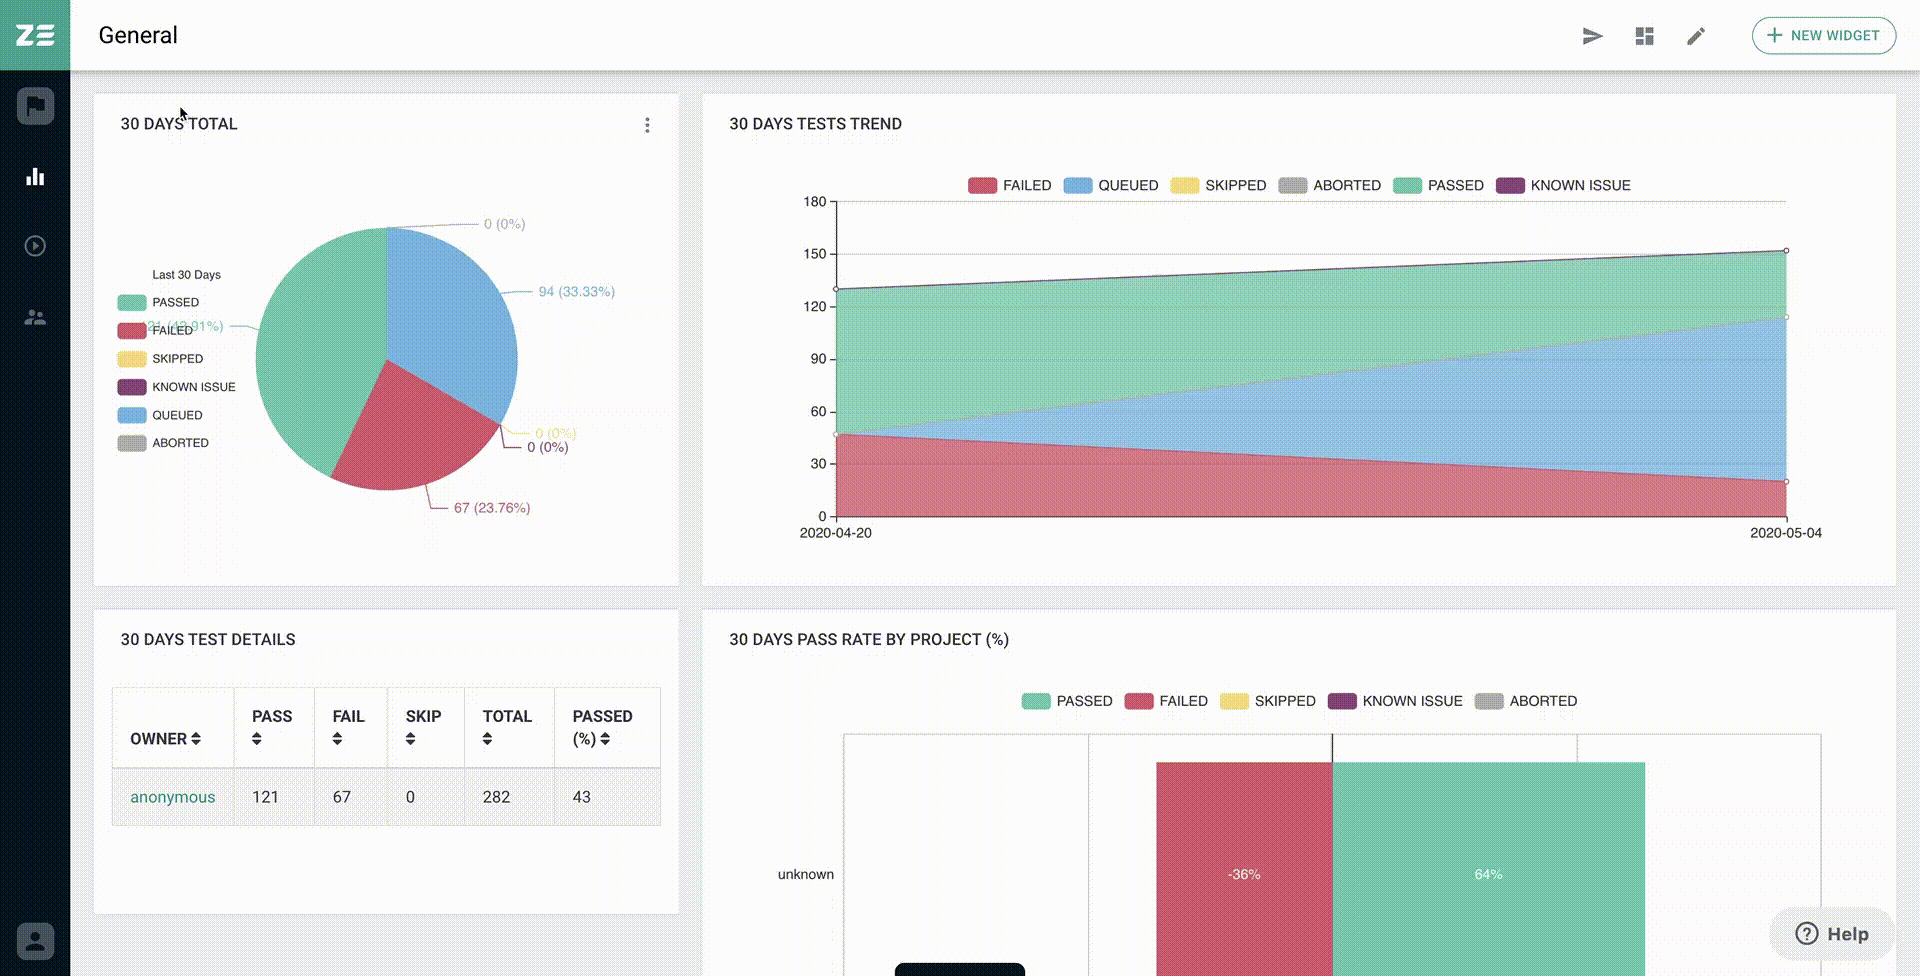 ZE
General
NEW WIDGET
30 DAYS TOTAL
0 (0%)
94 (33.33%)
Last 30 Days
PASSED
FAILED
SKIPPED
KNOWN ISSUE
QUEUED
ABORTED
0 (0%)
0 (0%)
67 (23.76%)
30 DAYS TESTS TREND
FAILED QUEUED SKIPPED ABORTED PASSED KNOWN ISSUE
180
150
120
90
60
30
0
2020-04-20 2020-05-04
30 DAYS TEST DETAILS
OWNER PASS FAIL SKIP TOTAL PASSED (%)
anonymous 121 67 0 282 43
30 DAYS PASS RATE BY PROJECT (%)
PASSED FAILED SKIPPED KNOWN ISSUE ABORTED
unknown -36% 64%
Help